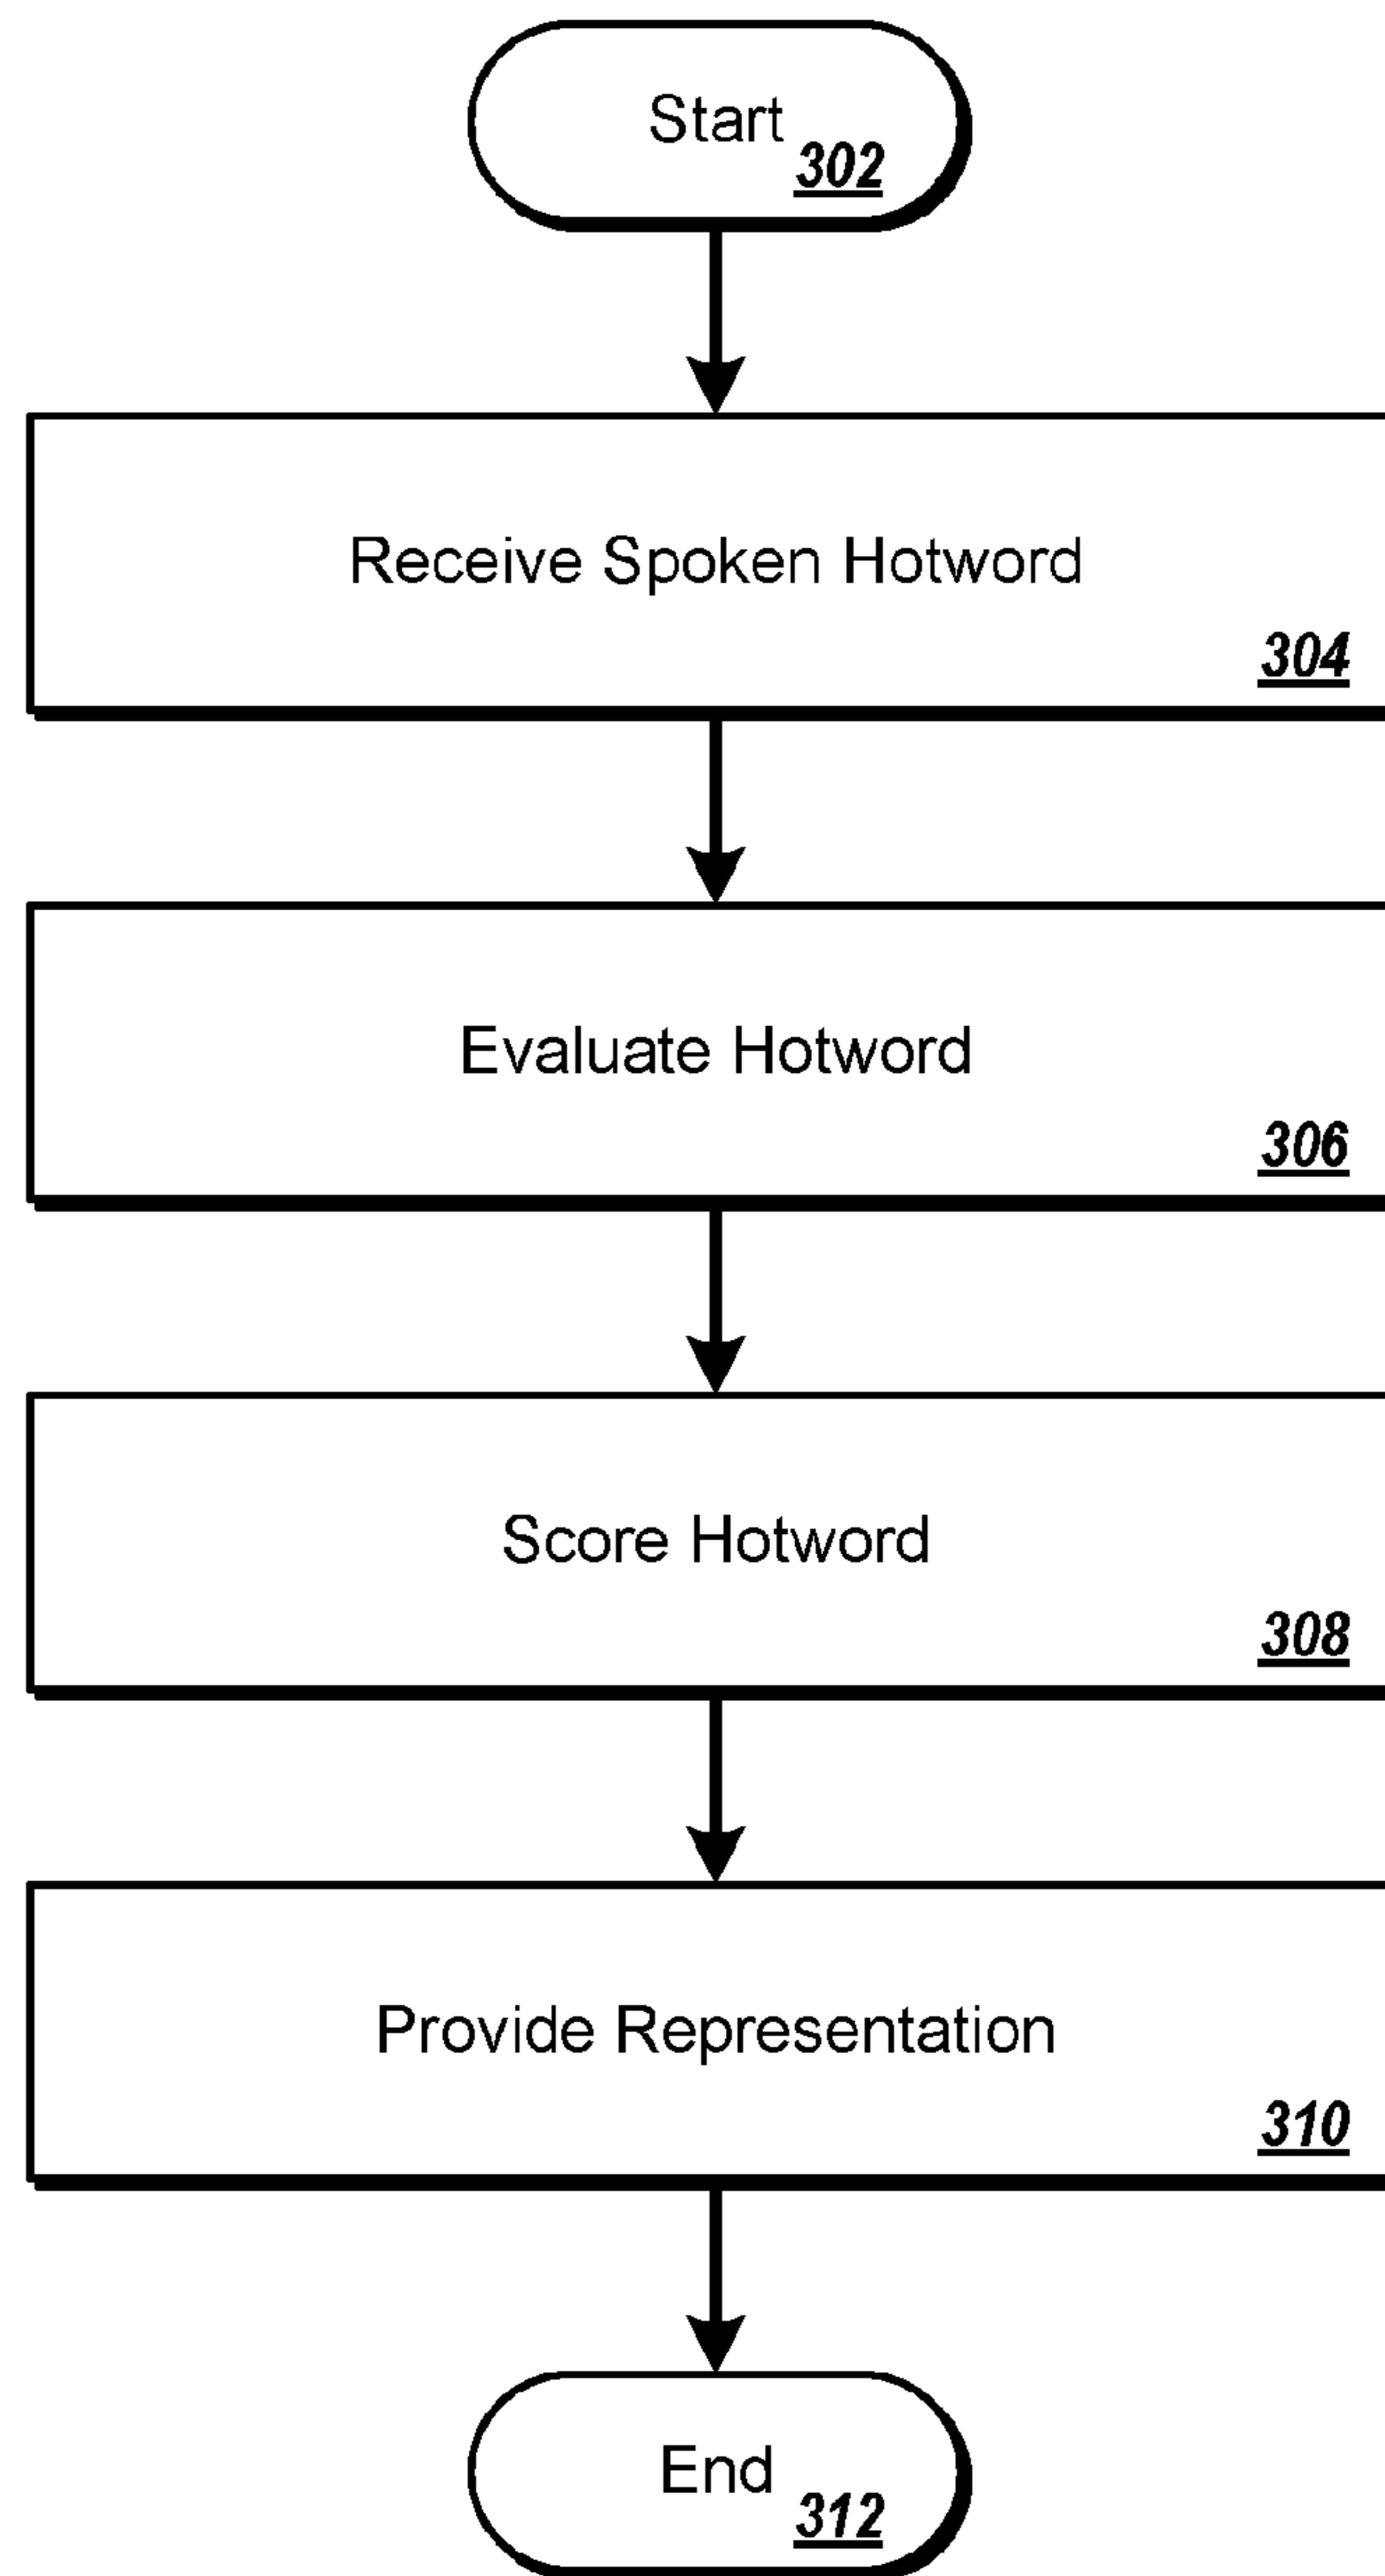 Start
302
Receive Spoken Hotword
304
Evaluate Hotword
306
Score Hotword
308
Provide Representation
310
End
312